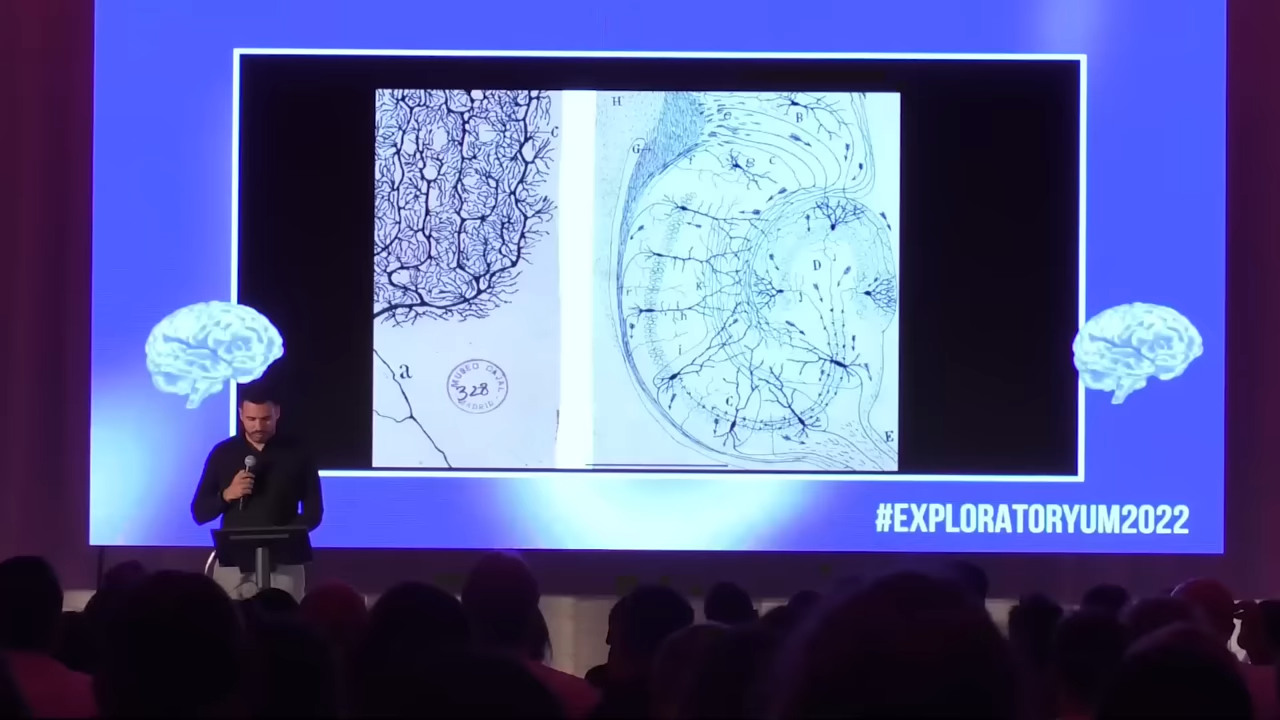 H
C
G
e
B
f
g
c
D
K
h
i
a
MUSEO CAJAL
328
MADRID
C
E
#EXPLORATORYUM2022